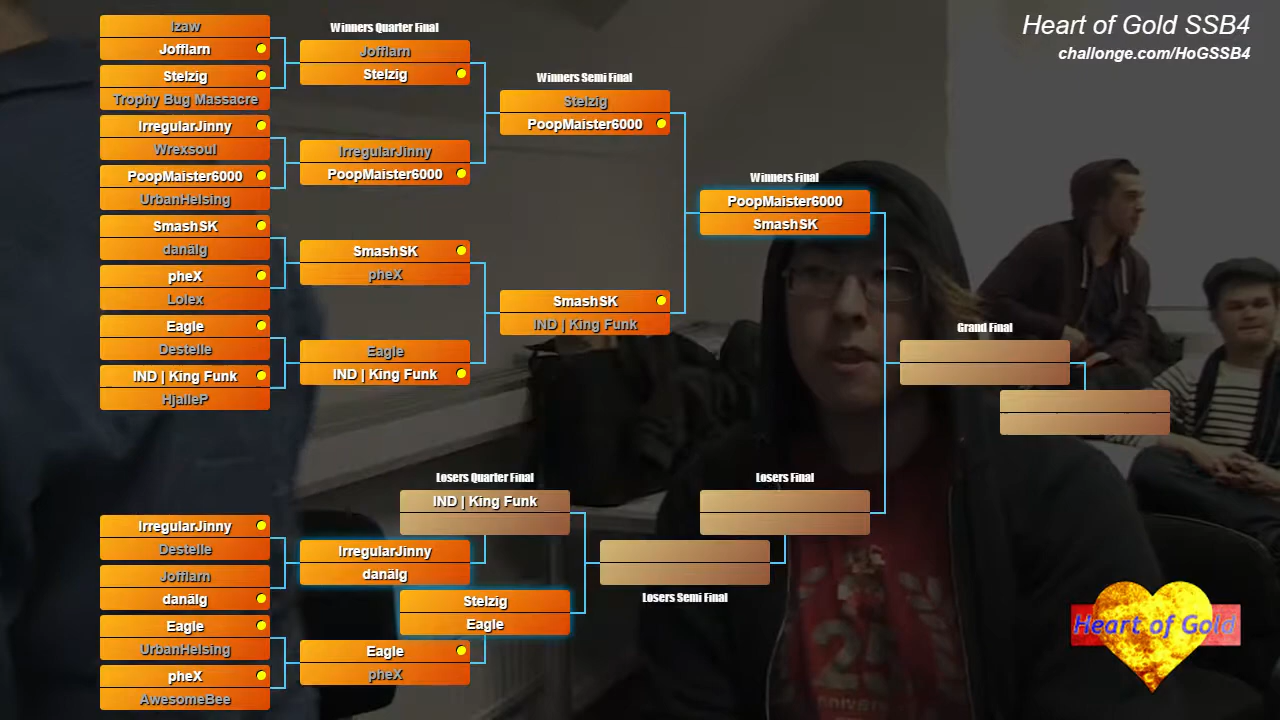 Heart of Gold SSB4
challonge.com/HoGSSB4
Izaw
Jofflarn
Stelzig
Trophy Bug Massacre
IrregularJinny
Wrexsoul
PoopMaister6000
UrbanHelsing
SmashSK
danälg
pheX
Lolex
Eagle
Destelle
IND | King Funk
HjalleP
Winners Quarter Final
Jofflarn
Stelzig
IrregularJinny
PoopMaister6000
SmashSK
pheX
Eagle
IND | King Funk
Winners Semi Final
Stelzig
PoopMaister6000
SmashSK
IND | King Funk
Winners Final
PoopMaister6000
SmashSK
Grand Final
IrregularJinny
Destelle
Jofflarn
danälg
Eagle
UrbanHelsing
pheX
AwesomeBee
IrregularJinny
danälg
Eagle
pheX
Losers Quarter Final
IND | King Funk
Stelzig
Eagle
Losers Semi Final
Losers Final
Heart of Gold